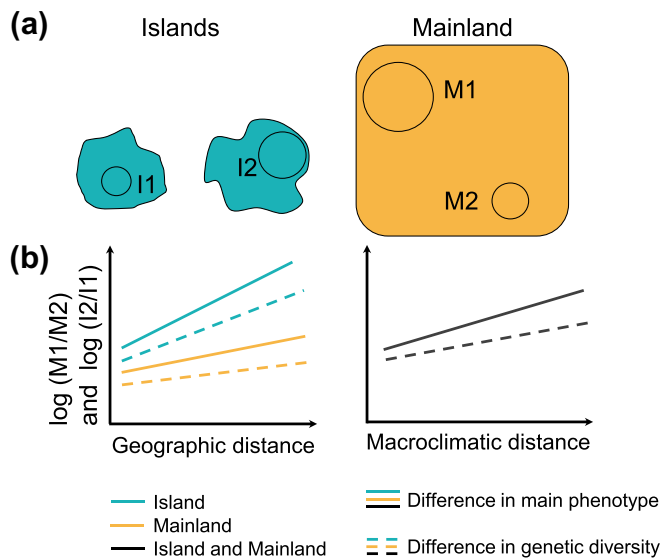 (a)
Islands
Mainland
I1
I2
M1
M2
(b)
log (M1/M2)
and log (I2/I1)
Geographic distance
Macroclimatic distance
Island
Mainland
Island and Mainland
Difference in main phenotype
Difference in genetic diversity